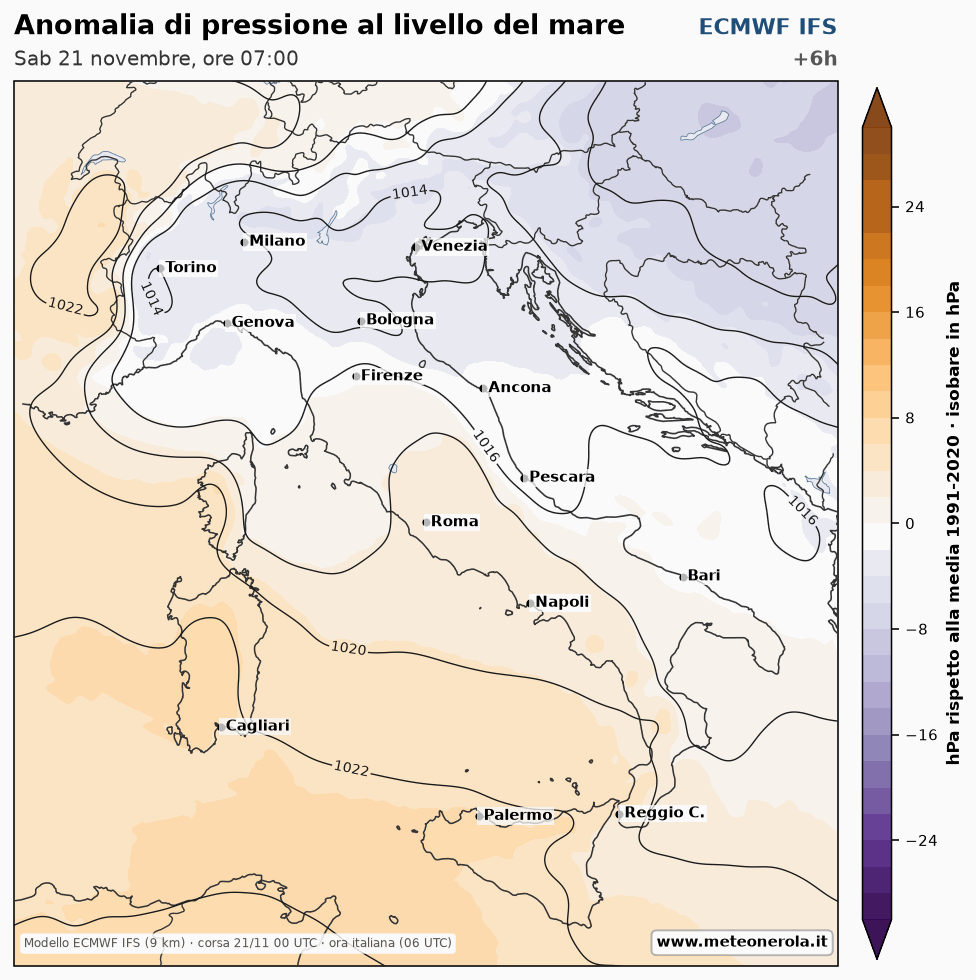 Anomalia di pressione al livello del mare
ECMWF IFS
Sab 21 novembre, ore 07:00
+6h
1014
Milano
Venezia
Torino
1014
1022
Genova
Bologna
Firenze
Ancona
1016
Pescara
1016
Roma
Bari
Napoli
1020
Cagliari
1022
Palermo
Reggio C.
24
16
8
0
−8
−16
−24
hPa rispetto alla media 1991-2020 · isobare in hPa
Modello ECMWF IFS (9 km) · corsa 21/11 00 UTC · ora italiana (06 UTC)
www.meteonerola.it